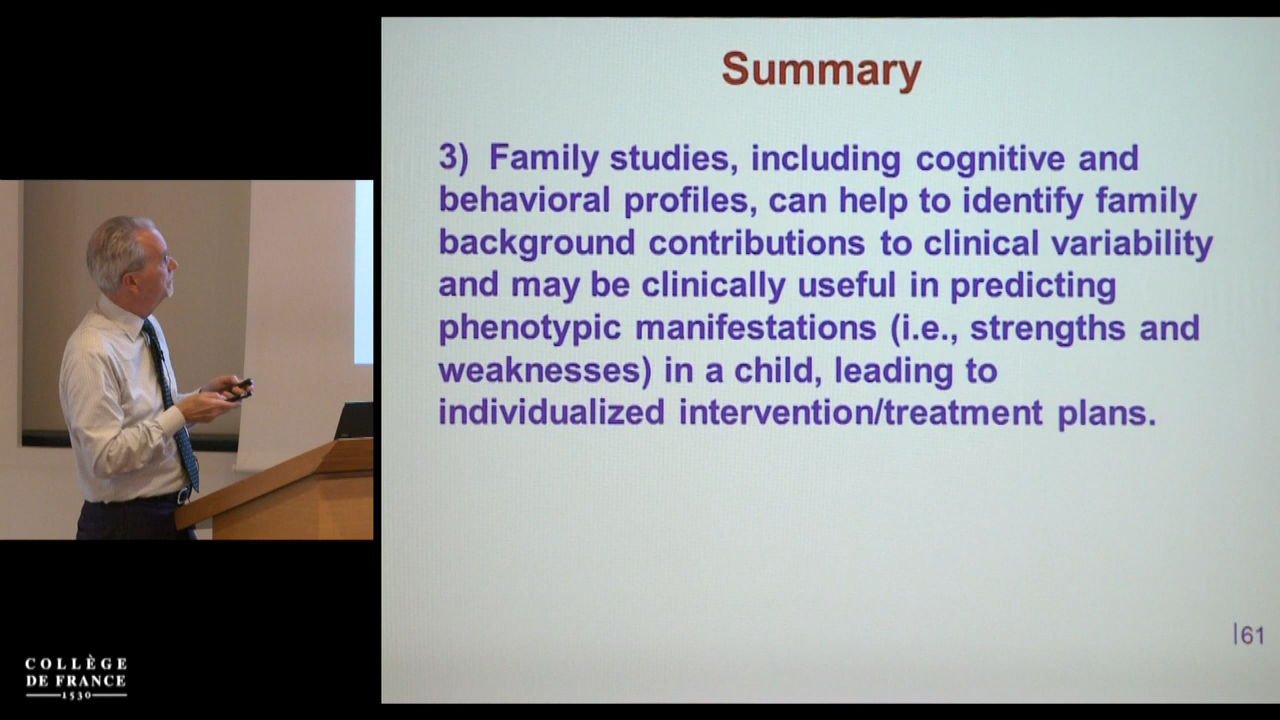 Summary
3) Family studies, including cognitive and
behavioral profiles, can help to identify family
background contributions to clinical variability
and may be clinically useful in predicting
phenotypic manifestations (i.e., strengths and
weaknesses) in a child, leading to
individualized intervention/treatment plans.
61
COLLÈGE
DE FRANCE
1530